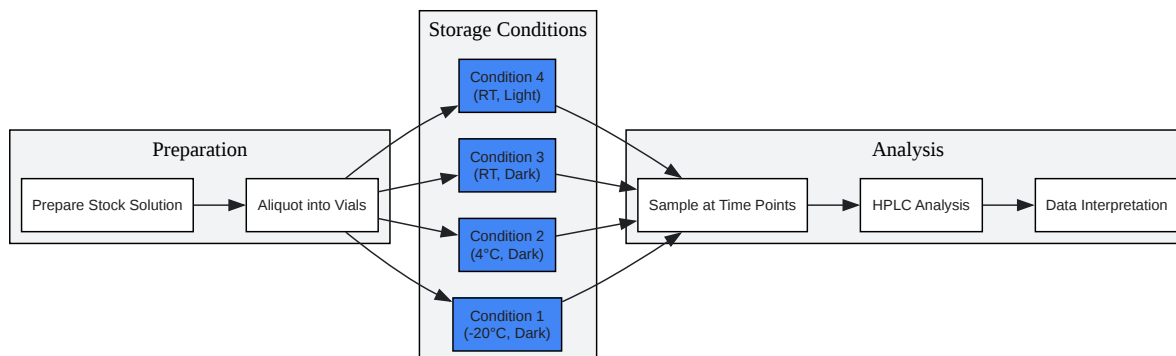 Storage Conditions
Condition 4
(RT, Light)
Preparation
Analysis
Condition 3
(RT, Dark)
Prepare Stock Solution
Aliquot into Vials
Sample at Time Points
HPLC Analysis
Data Interpretation
Condition 2
(4°C, Dark)
Condition 1
(-20°C, Dark)